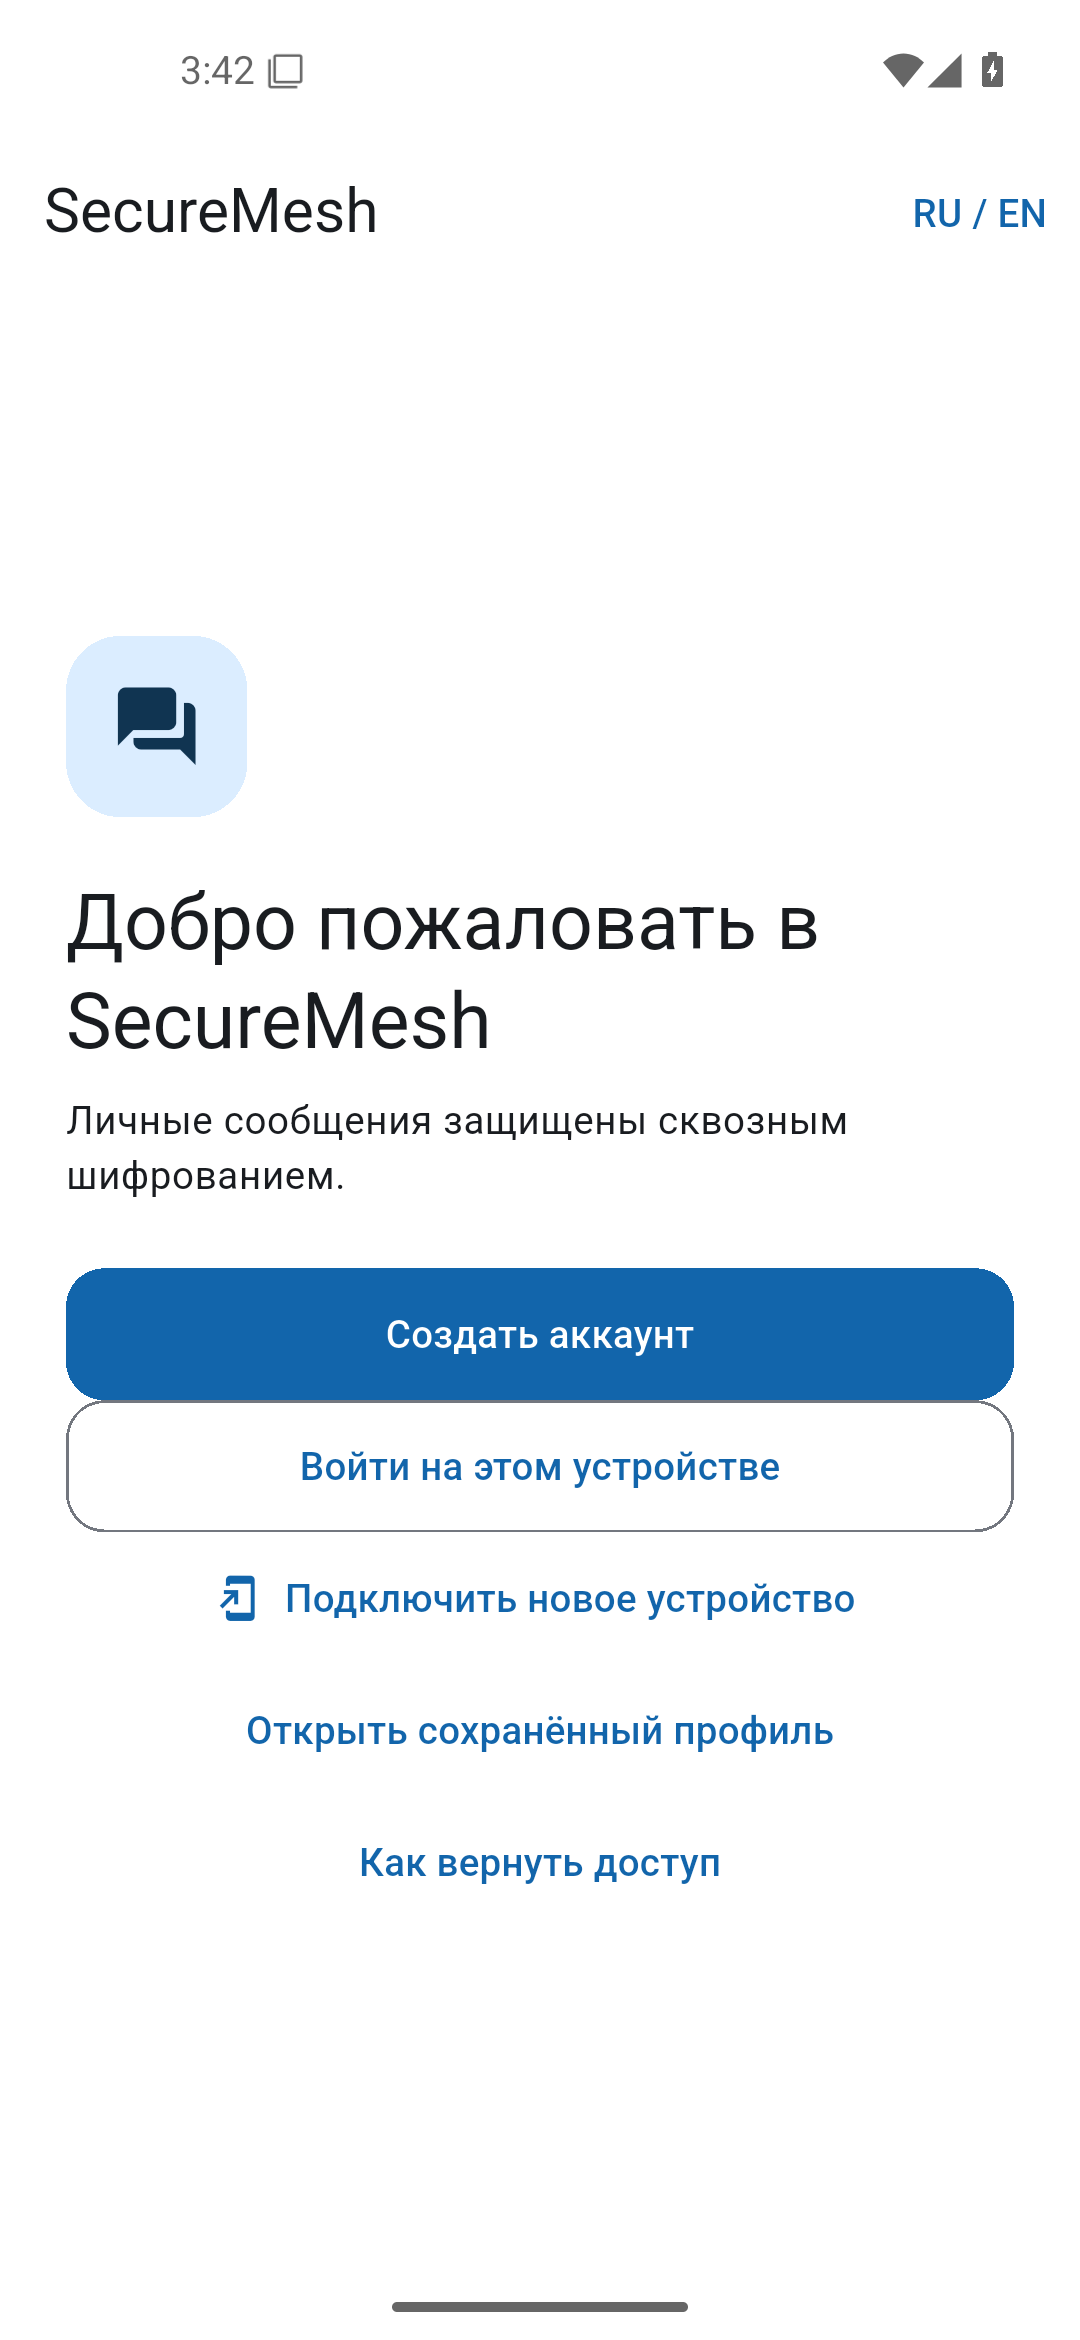 3:42
SecureMesh
RU / EN
Добро пожаловать в
SecureMesh
Личные сообщения защищены сквозным
шифрованием.
Создать аккаунт
Войти на этом устройстве
Подключить новое устройство
Открыть сохранённый профиль
Как вернуть доступ